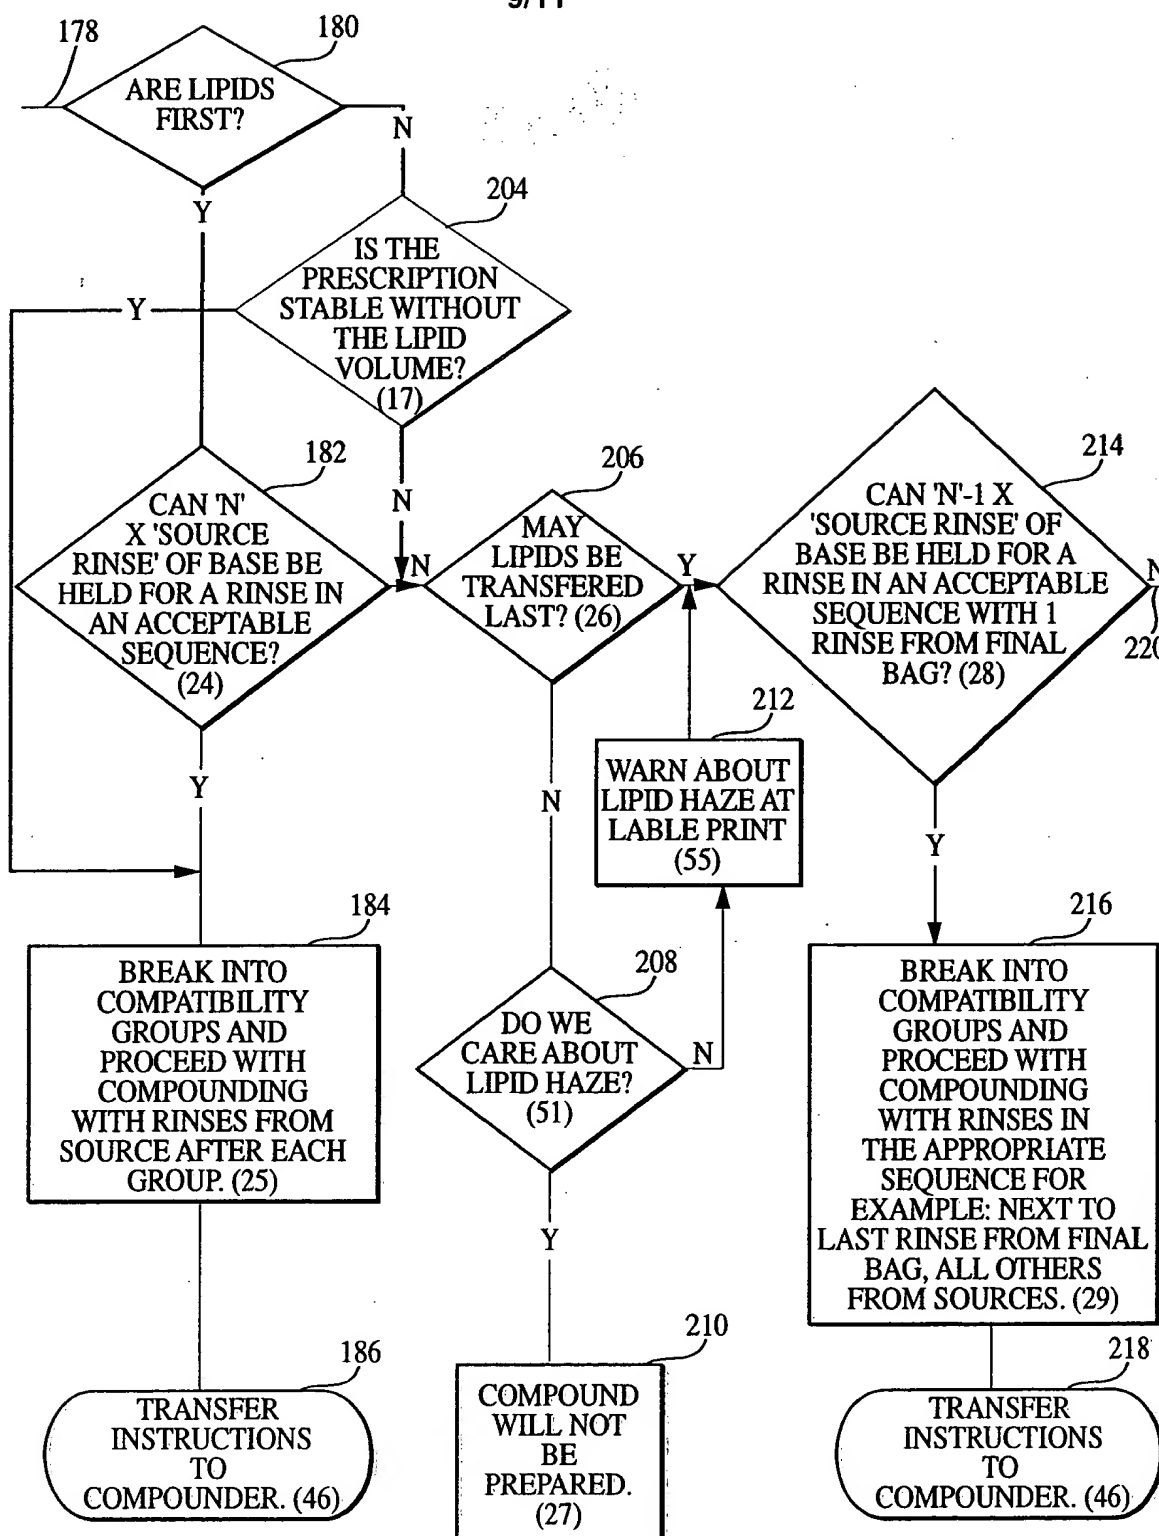 9/11
178
180
ARE LIPIDS
FIRST?
N
Y
204
IS THE
PRESCRIPTION
STABLE WITHOUT
THE LIPID
VOLUME?
(17)
Y
N
182
CAN 'N'
X 'SOURCE
RINSE' OF BASE BE
HELD FOR A RINSE IN
AN ACCEPTABLE
SEQUENCE?
(24)
N
Y
206
MAY
LIPIDS BE
TRANSFERED
LAST? (26)
Y
N
214
CAN 'N'-1 X
'SOURCE RINSE' OF
BASE BE HELD FOR A
RINSE IN AN ACCEPTABLE
SEQUENCE WITH 1
RINSE FROM FINAL
BAG? (28)
N
220
Y
212
WARN ABOUT
LIPID HAZE AT
LABLE PRINT
(55)
184
BREAK INTO
COMPATIBILITY
GROUPS AND
PROCEED WITH
COMPOUNDING
WITH RINSES FROM
SOURCE AFTER EACH
GROUP. (25)
208
DO WE
CARE ABOUT
LIPID HAZE?
(51)
N
Y
216
BREAK INTO
COMPATIBILITY
GROUPS AND
PROCEED WITH
COMPOUNDING
WITH RINSES IN
THE APPROPRIATE
SEQUENCE FOR
EXAMPLE: NEXT TO
LAST RINSE FROM FINAL
BAG, ALL OTHERS
FROM SOURCES. (29)
186
TRANSFER
INSTRUCTIONS
TO
COMPOUNDER. (46)
210
COMPOUND
WILL NOT
BE
PREPARED.
(27)
218
TRANSFER
INSTRUCTIONS
TO
COMPOUNDER. (46)